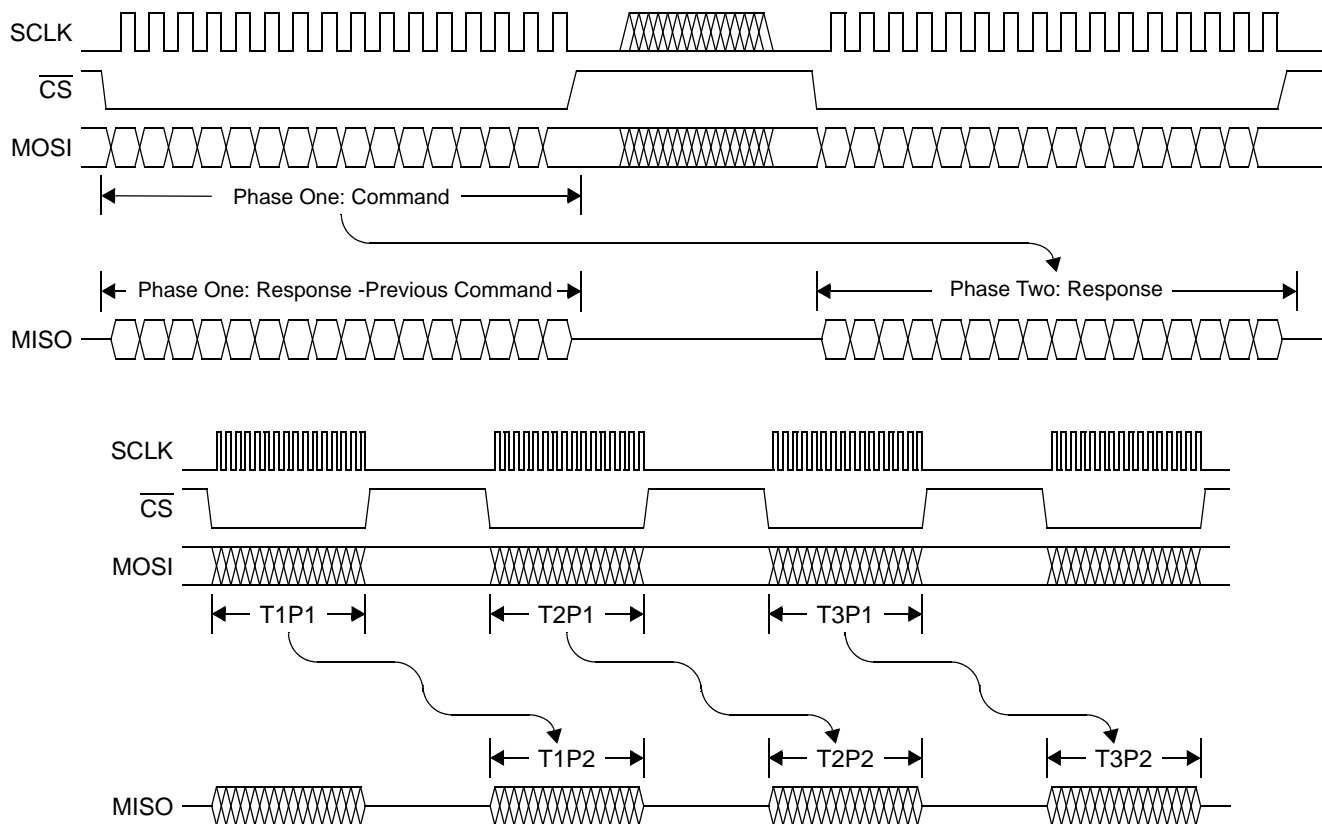 SCLK
CS
MOSI
Phase One: Command
Phase One: Response -Previous Command
Phase Two: Response
MISO
SCLK
CS
MOSI
T1P1
T2P1
T3P1
T1P2
T2P2
T3P2
MISO